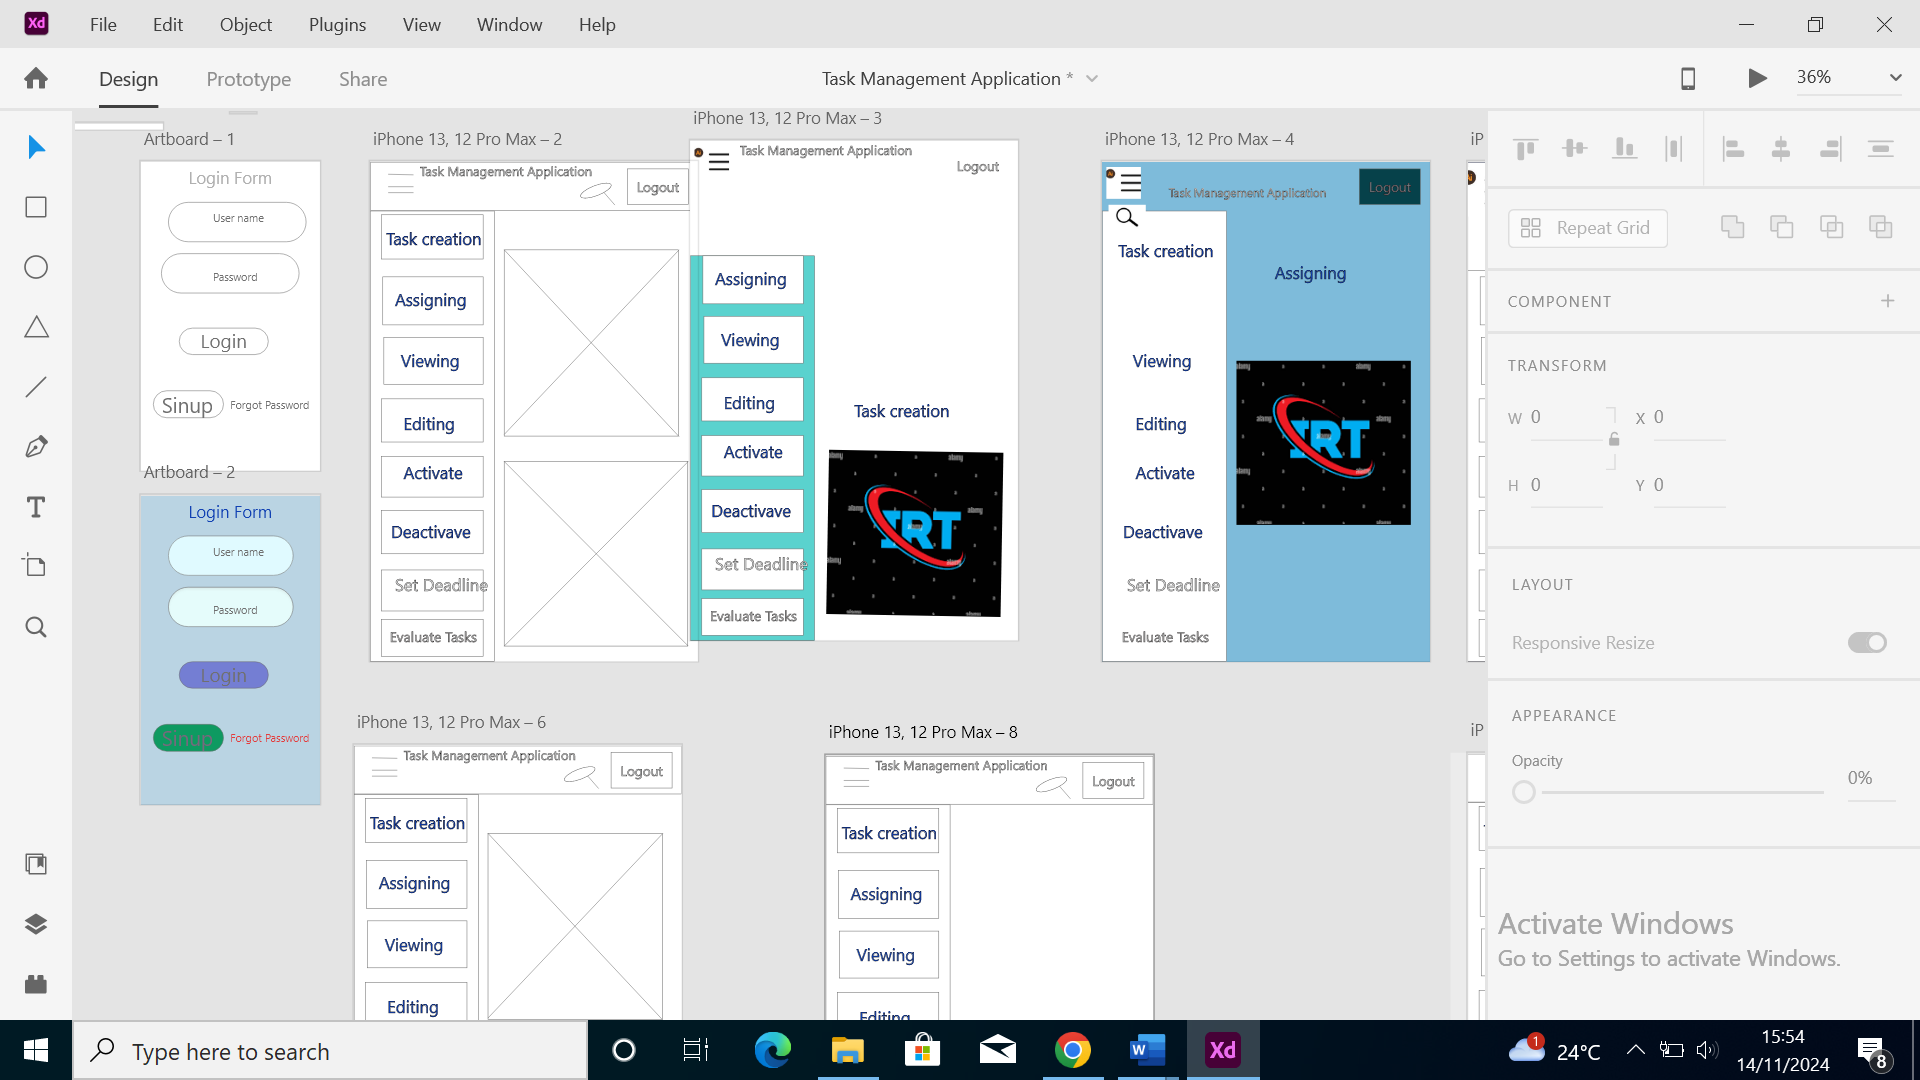 Xd File Edit Object Plugins View Window Help
Design Prototype Share
Task Management Application *
36%
Artboard – 1
Login Form
User name
Password
Login
Sinup Forgot Password
Artboard – 2
Login Form
User name
Password
Login
Sinup Forgot Password
iPhone 13, 12 Pro Max – 2
Task Management Application
Logout
Task creation
Assigning
Viewing
Editing
Activate
Deactivave
Set Deadline
Evaluate Tasks
iPhone 13, 12 Pro Max – 3
Task Management Application
Logout
Assigning
Viewing
Editing
Activate
Deactivave
Set Deadline
Evaluate Tasks
Task creation
alamy
IRT
iPhone 13, 12 Pro Max – 4
Task Management Application
Logout
Task creation
Viewing
Editing
Activate
Deactivave
Set Deadline
Evaluate Tasks
Assigning
alamy
IRT
iP
iPhone 13, 12 Pro Max – 6
Task Management Application
Logout
Task creation
Assigning
Viewing
Editing
iPhone 13, 12 Pro Max – 8
Task Management Application
Logout
Task creation
Assigning
Viewing
Editing
iP
Repeat Grid
COMPONENT
TRANSFORM
W 0 X 0
H 0 Y 0
LAYOUT
Responsive Resize
APPEARANCE
Opacity
0%
Activate Windows
Go to Settings to activate Windows.
Type here to search
W
Xd
1
24°C
15:54
14/11/2024
8